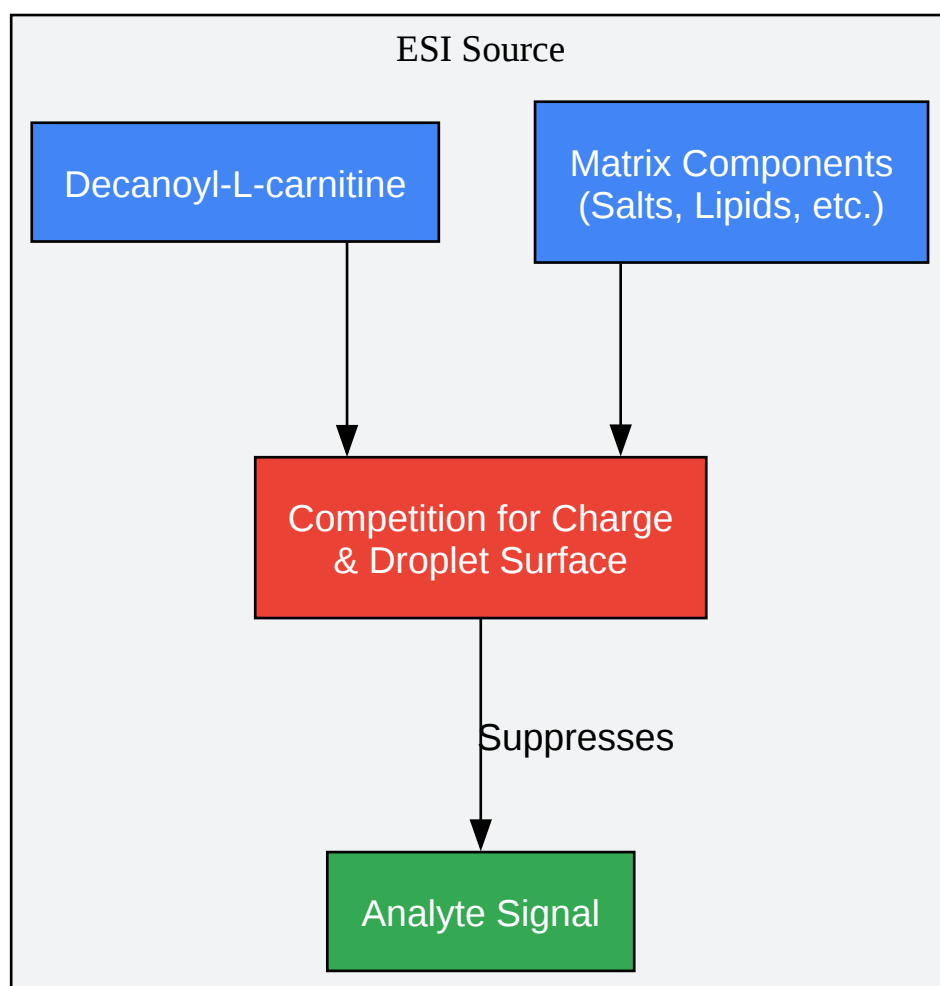 ESI Source
Decanoyl-L-carnitine
Matrix Components
(Salts, Lipids, etc.)
Competition for Charge
& Droplet Surface
Suppresses
Analyte Signal